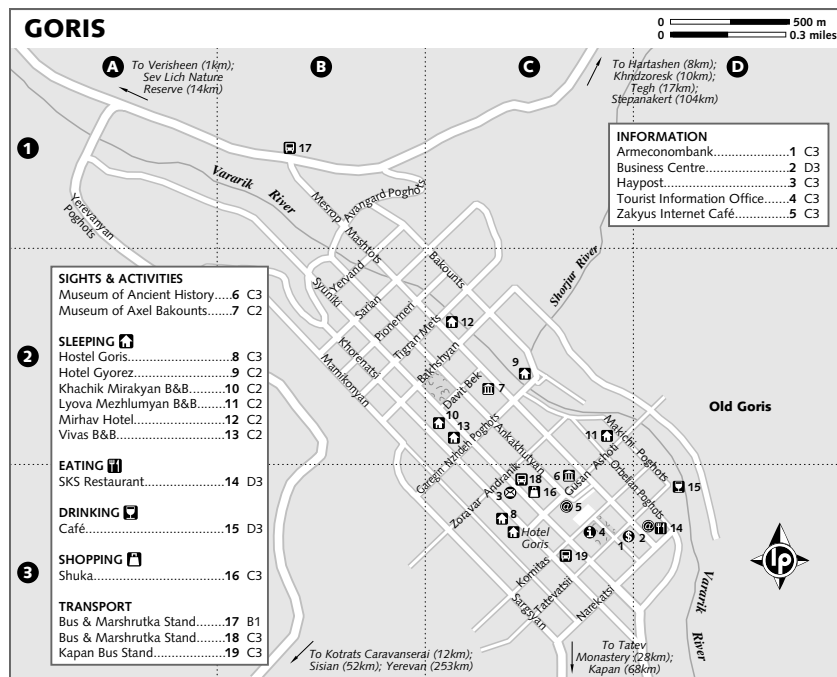 GORIS
0 500 m
0 0.3 miles
A
B
C
D
1
2
3
To Verisheen (1km);
Sev Lich Nature
Reserve (14km)
To Hartashen (8km);
Khndzoresk (10km);
Tegh (17km);
Stepanakert (104km)
INFORMATION
Armeconombank.......................1 C3
Business Centre.........................2 D3
Haypost....................................3 C3
Tourist Information Office.........4 C3
Zakyus Internet Café.................5 C3
SIGHTS & ACTIVITIES
Museum of Ancient History.....6 C3
Museum of Axel Bakounts.......7 C2
SLEEPING
Hostel Goris............................8 C3
Hotel Gyorez..........................9 C2
Khachik Mirakyan B&B.........10 C2
Lyova Mezhlumyan B&B......11 C2
Mirhav Hotel........................12 C2
Vivas B&B............................13 C2
EATING
SKS Restaurant.....................14 D3
DRINKING
Café.....................................15 D3
SHOPPING
Shuka...................................16 C3
TRANSPORT
Bus & Marshrutka Stand........17 B1
Bus & Marshrutka Stand........18 C3
Kapan Bus Stand...................19 C3
17
Vararik River
Yerevanyan
Poghots
Mesrop Mashtots
Avangard Poghots
Syuniki
Yervand
Sarian
Pionemeri
Tigran Mets
Bakounts
Khorenatsi
Mamikonyan
Bakhshyan
Davit Bek
Shorjur River
12
9
7
10
13
Garegin Nzhdeh Poghots
Ankakhutyan
Zoravar Andranik
Gusan Ashoti
Makichi Poghots
Orbelian Poghots
Old Goris
11
6
18
16
3
5
15
8
Hotel
Goris
4
1
2
14
19
Komitas
Tatevatsii
Sargsyan
Narekatsi
Vararik River
lp
To Kotrats Caravanserai (12km);
Sisian (52km); Yerevan (253km)
To Tatev
Monastery (28km);
Kapan (68km)